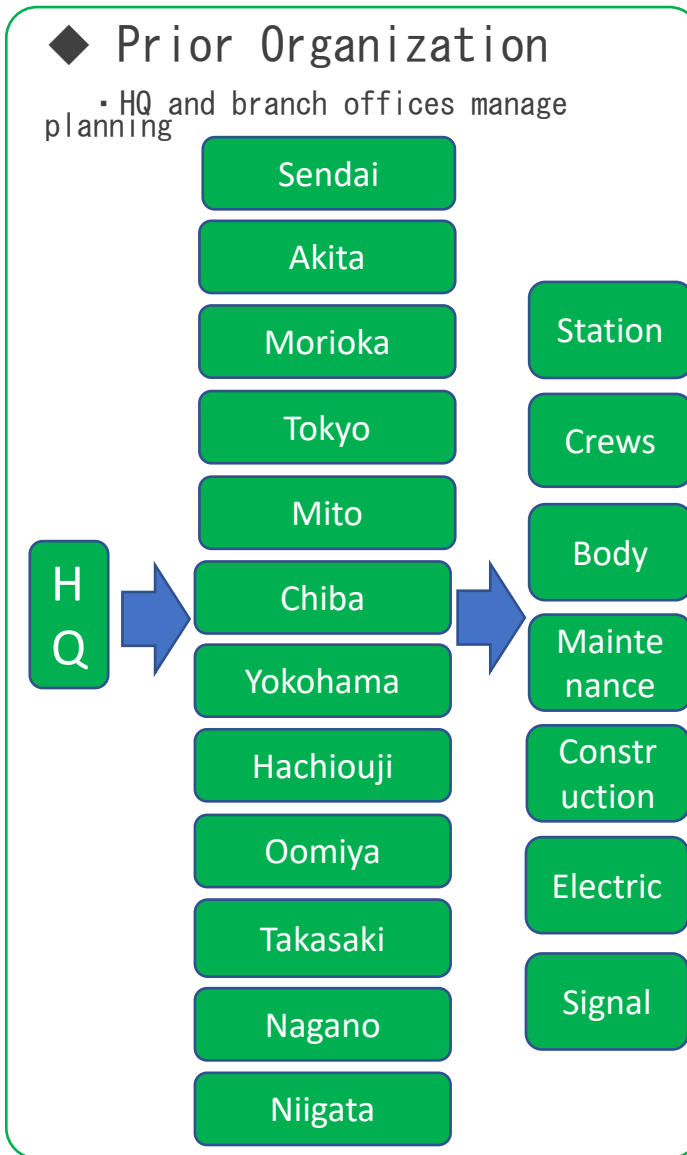 ◆ Prior Organization
・HQ and branch offices manage
planning
Sendai
Akita
Morioka
Tokyo
Mito
Chiba
Yokohama
Hachiouji
Oomiya
Takasaki
Nagano
Niigata
H
Q
Station
Crews
Body
Mainte
nance
Constr
uction
Electric
Signal